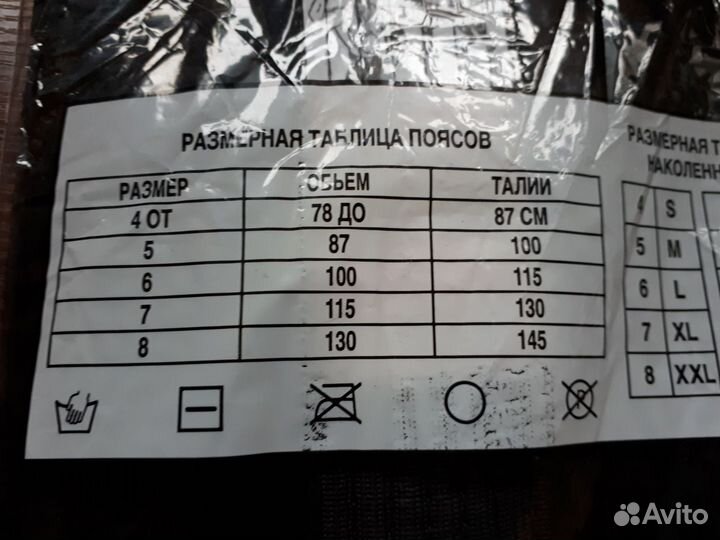 РАЗМЕРНАЯ ТАБЛИЦА ПОЯСОВ
РАЗМЕР ОБЬЕМ ТАЛИИ
4 ОТ 78 ДО 87 СМ
5 87 100
6 100 115
7 115 130
8 130 145
РАЗМЕРНАЯ Т
НАКОЛЕНН
4 S
5 M
6 L
7 XL
8 XXL
P
Avito